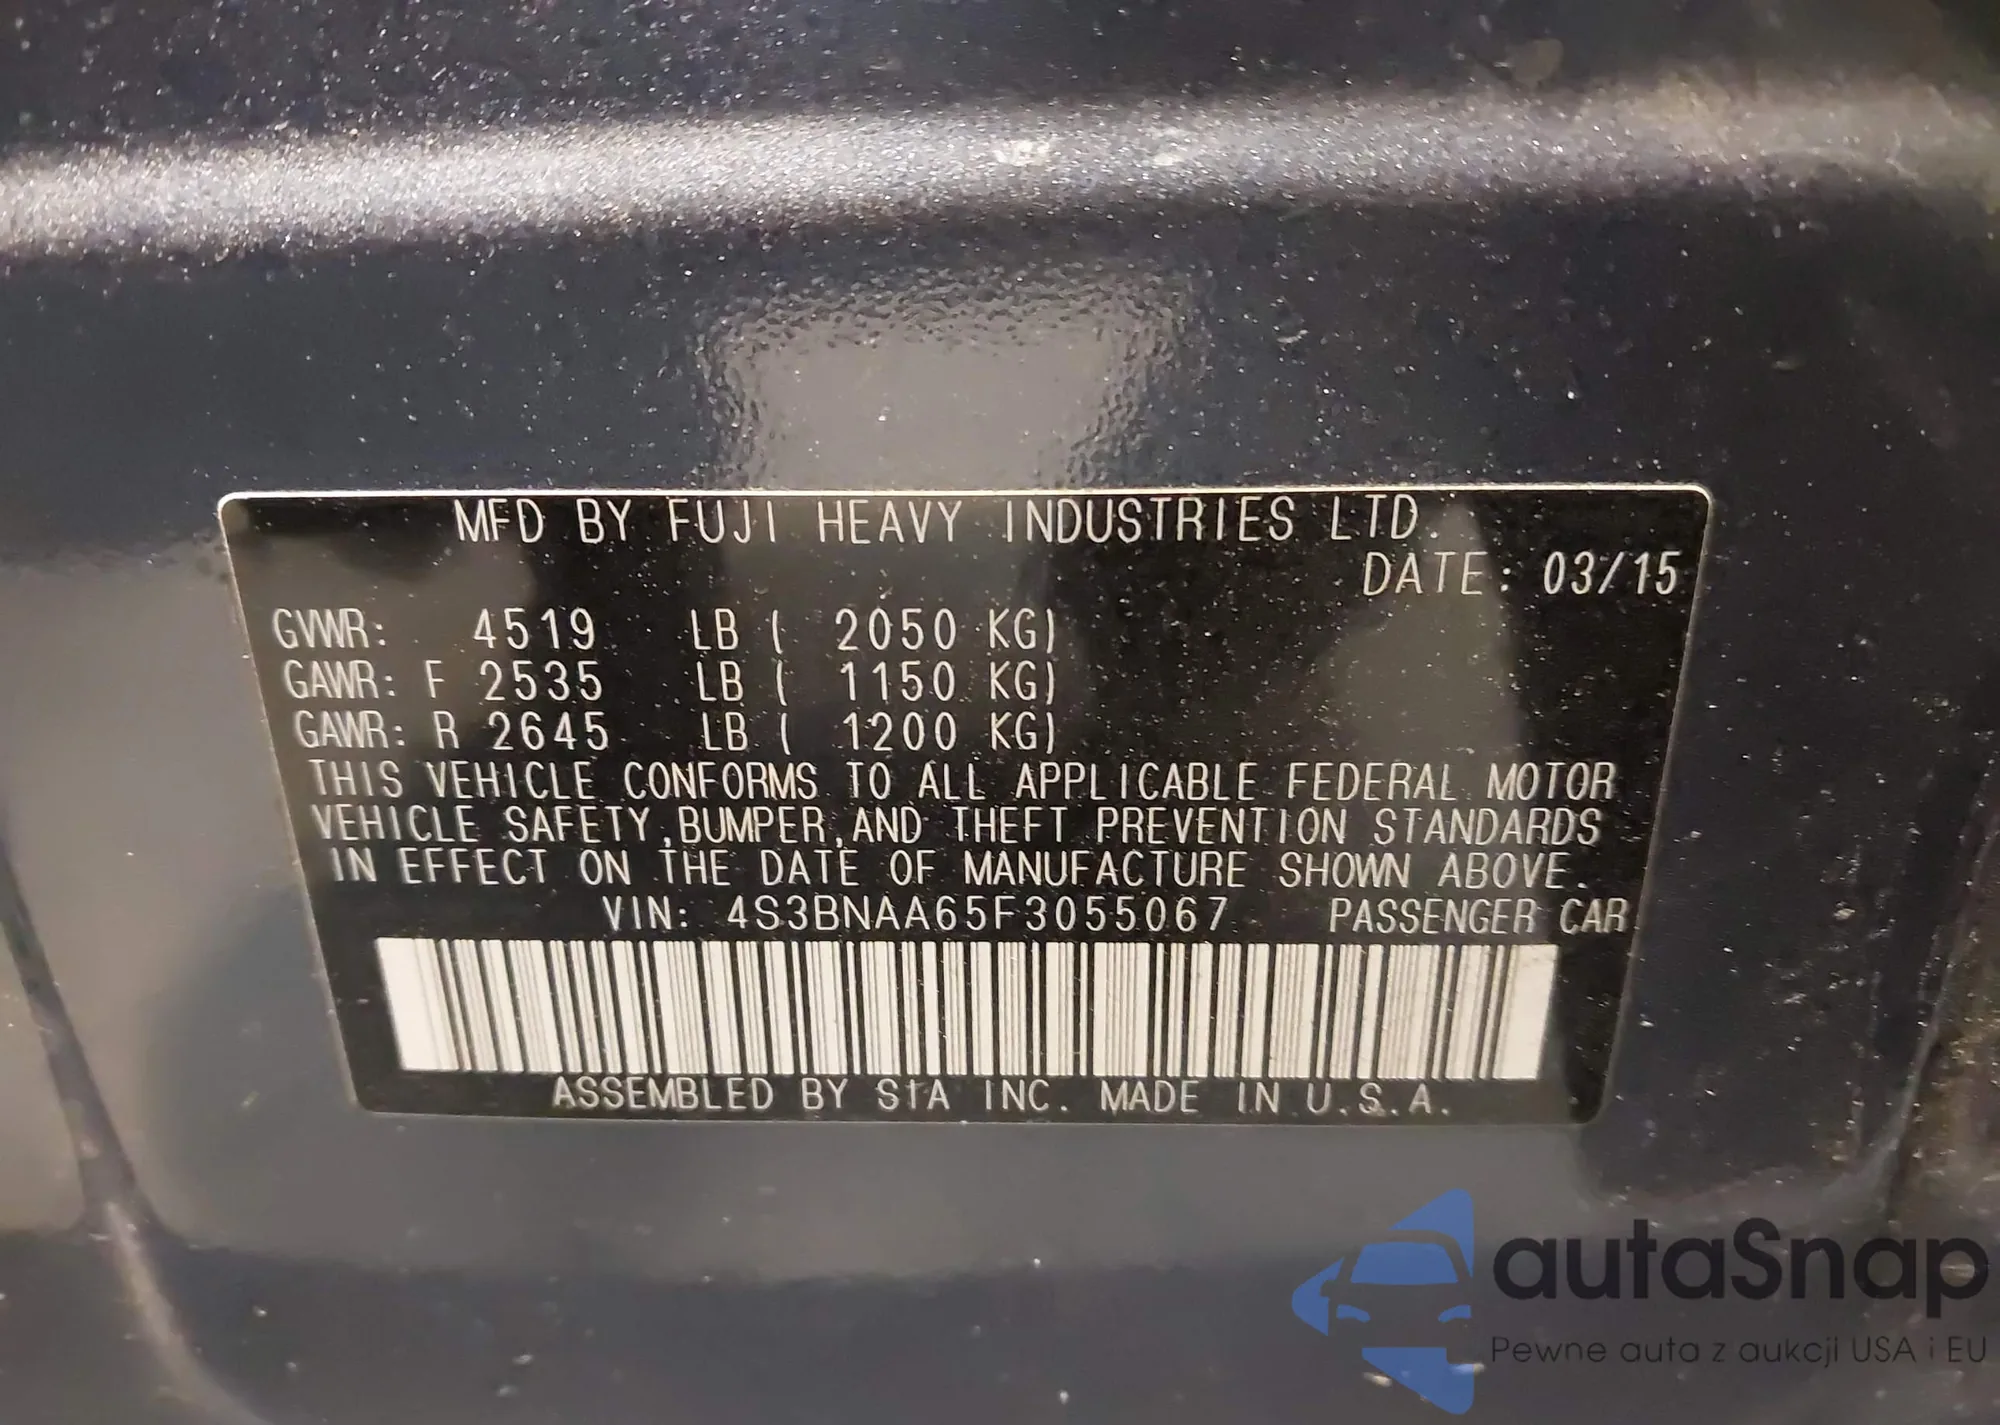 MFD BY FUJI HEAVY INDUSTRIES LTD.
DATE: 03/15
GVWR: 4519 LB ( 2050 KG)
GAWR: F 2535 LB ( 1150 KG)
GAWR: R 2645 LB ( 1200 KG)
THIS VEHICLE CONFORMS TO ALL APPLICABLE FEDERAL MOTOR
VEHICLE SAFETY,BUMPER,AND THEFT PREVENTION STANDARDS
IN EFFECT ON THE DATE OF MANUFACTURE SHOWN ABOVE.
VIN: 4S3BNAA65F3055067 PASSENGER CAR
ASSEMBLED BY SIA INC. MADE IN U.S.A.
autaSnap
Pewne auta z aukcji USA i EU